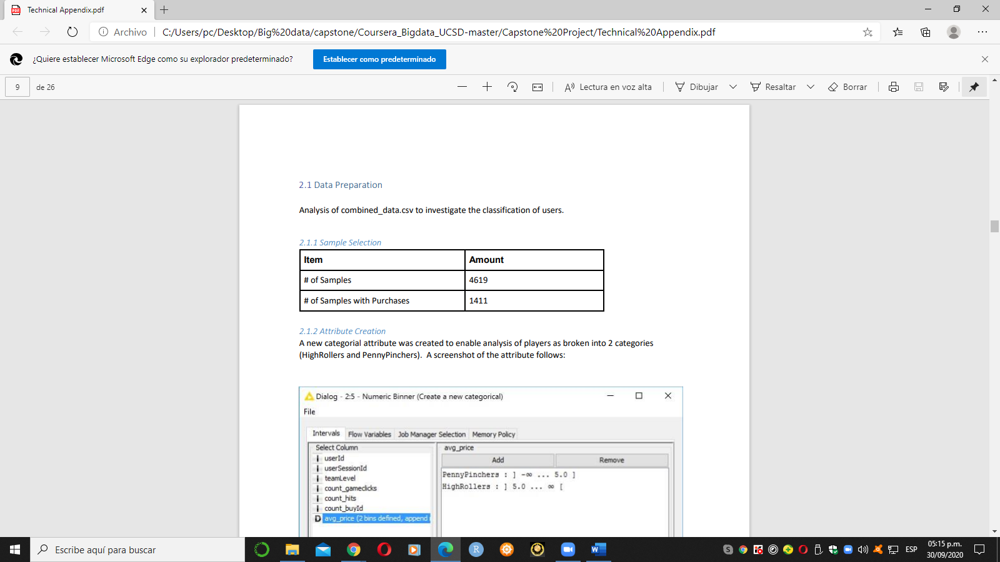 Technical Appendix.pdf
Archivo
C:/Users/pc/Desktop/Big%20data/capstone/Coursera_Bigdata_UCSD-master/Capstone%20Project/Technical%20Appendix.pdf
¿Quiere establecer Microsoft Edge como su explorador predeterminado?
Establecer como predeterminado
9 de 26
Lectura en voz alta
Dibujar
Resaltar
Borrar
2.1 Data Preparation
Analysis of combined_data.csv to investigate the classification of users.
2.1.1 Sample Selection
Item Amount
# of Samples 4619
# of Samples with Purchases 1411
2.1.2 Attribute Creation
A new categorial attribute was created to enable analysis of players as broken into 2 categories
(HighRollers and PennyPinchers). A screenshot of the attribute follows:
Dialog - 2:5 - Numeric Binner (Create a new categorical)
File
Intervals Flow Variables Job Manager Selection Memory Policy
Select Column
userId
userSessionId
teamLevel
count_gameclicks
count_hits
count_buyId
D avg_price (2 bins defined, append
avg_price
Add Remove
PennyPinchers : ] -∞ ... 5.0 ]
HighRollers : ] 5.0 ... ∞ [
Escribe aquí para buscar
ESP
05:15 p.m.
30/09/2020